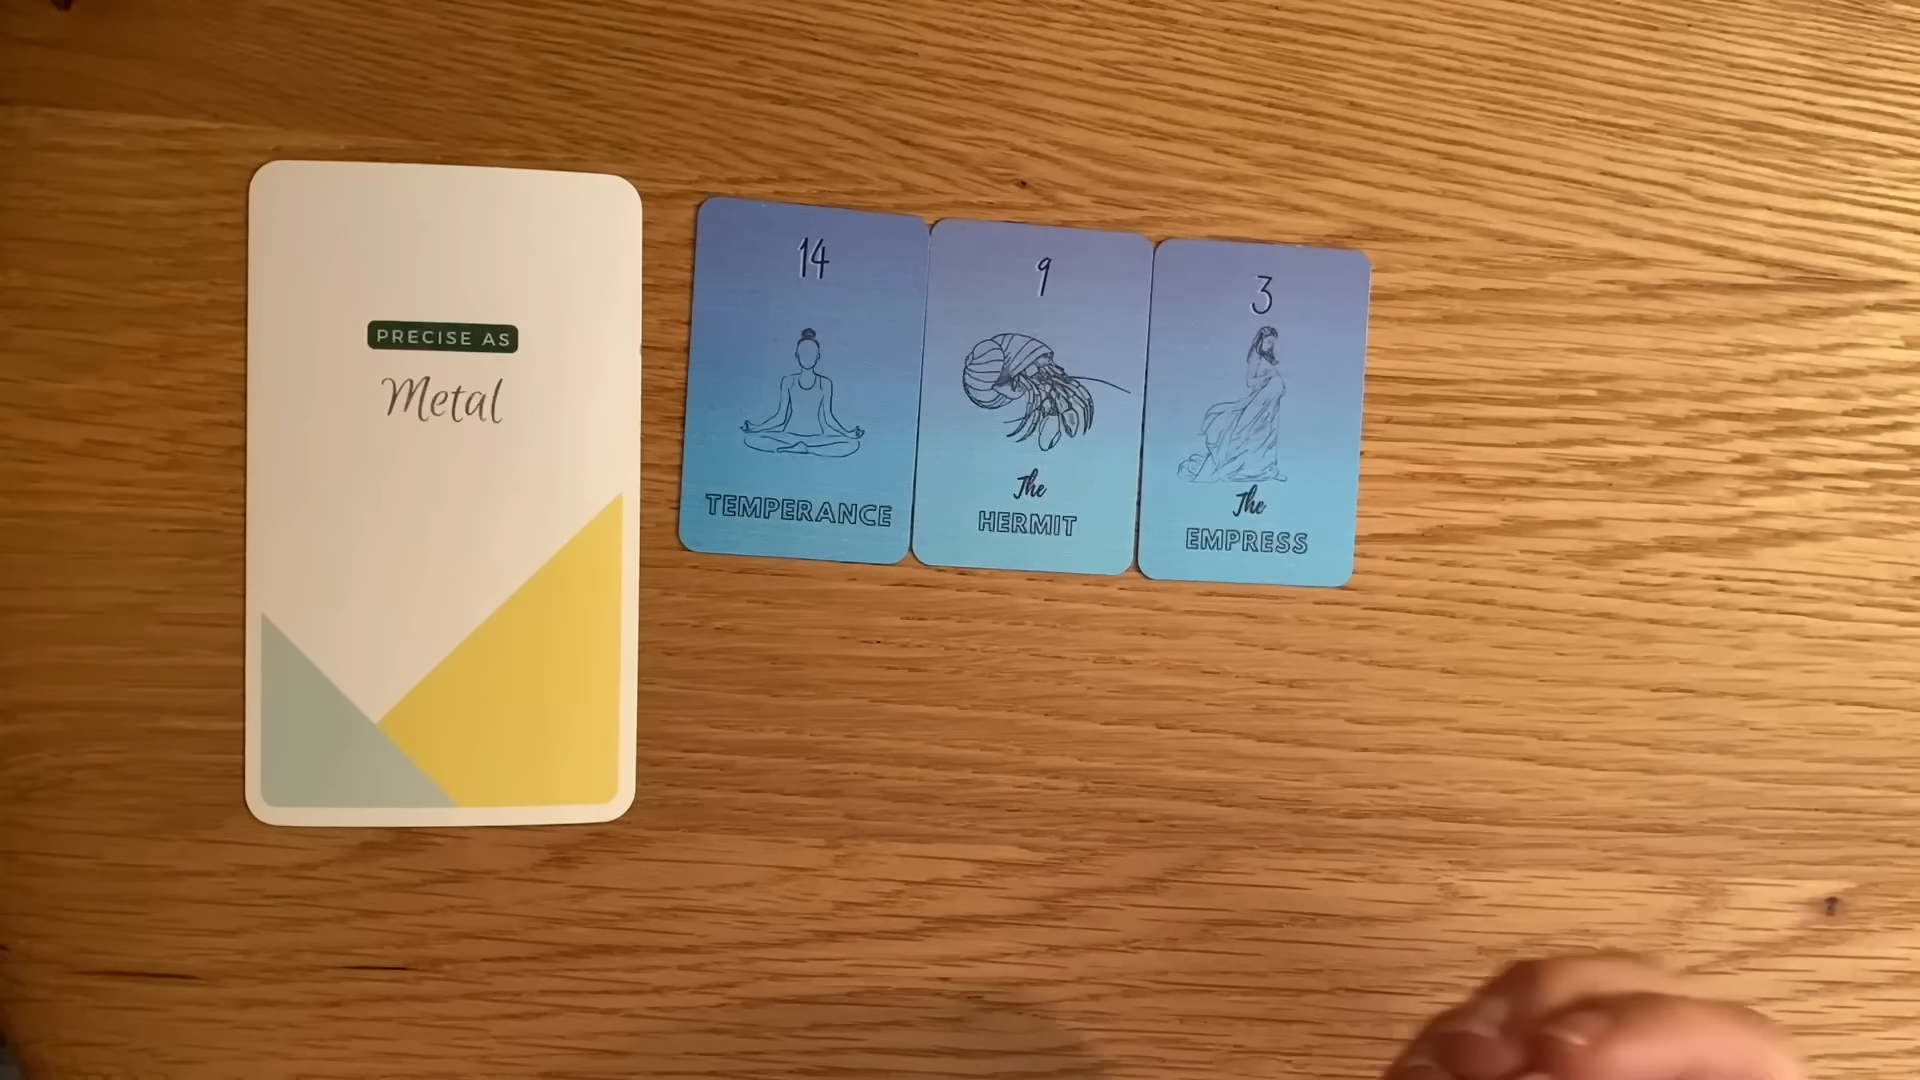 PRECISE AS
Metal
14
TEMPERANCE
9
The
HERMIT
3
The
EMPRESS